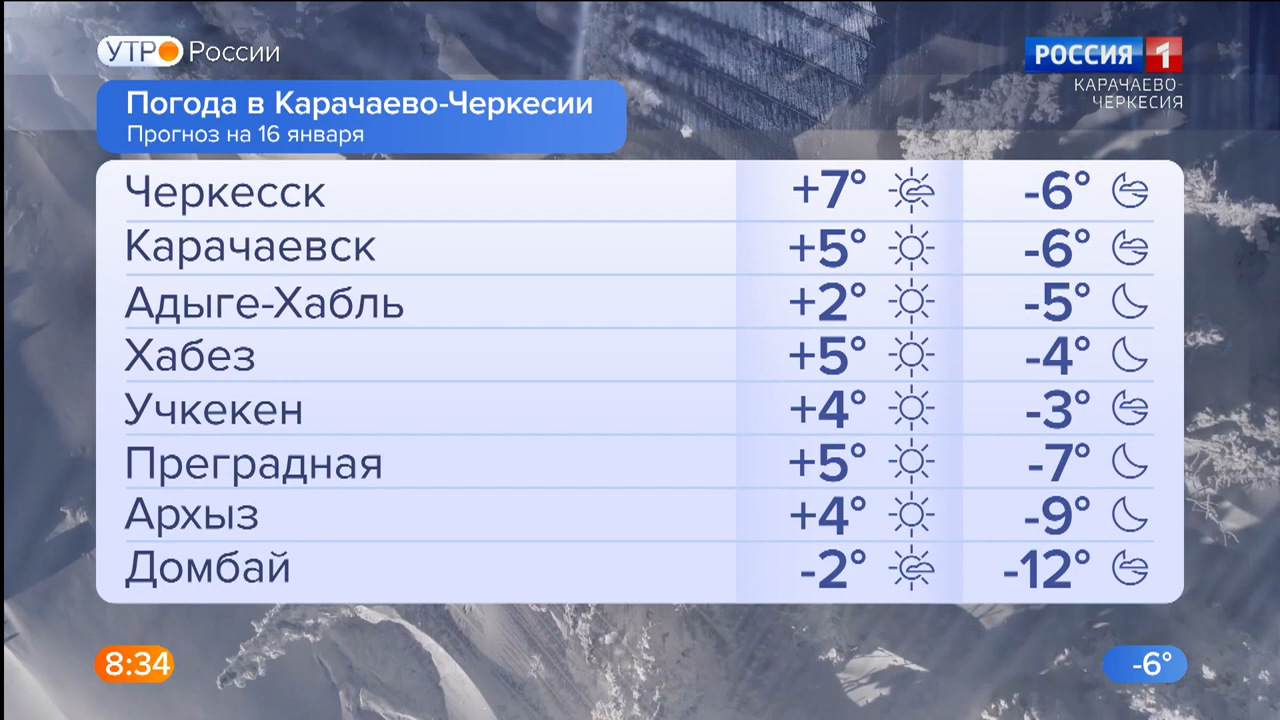 УТРО России
РОССИЯ 1
КАРАЧАЕВО-
ЧЕРКЕСИЯ
Погода в Карачаево-Черкесии
Прогноз на 16 января
Черкесск +7° -6°
Карачаевск +5° -6°
Адыге-Хабль +2° -5°
Хабез +5° -4°
Учкекен +4° -3°
Преградная +5° -7°
Архыз +4° -9°
Домбай -2° -12°
8:34 -6°